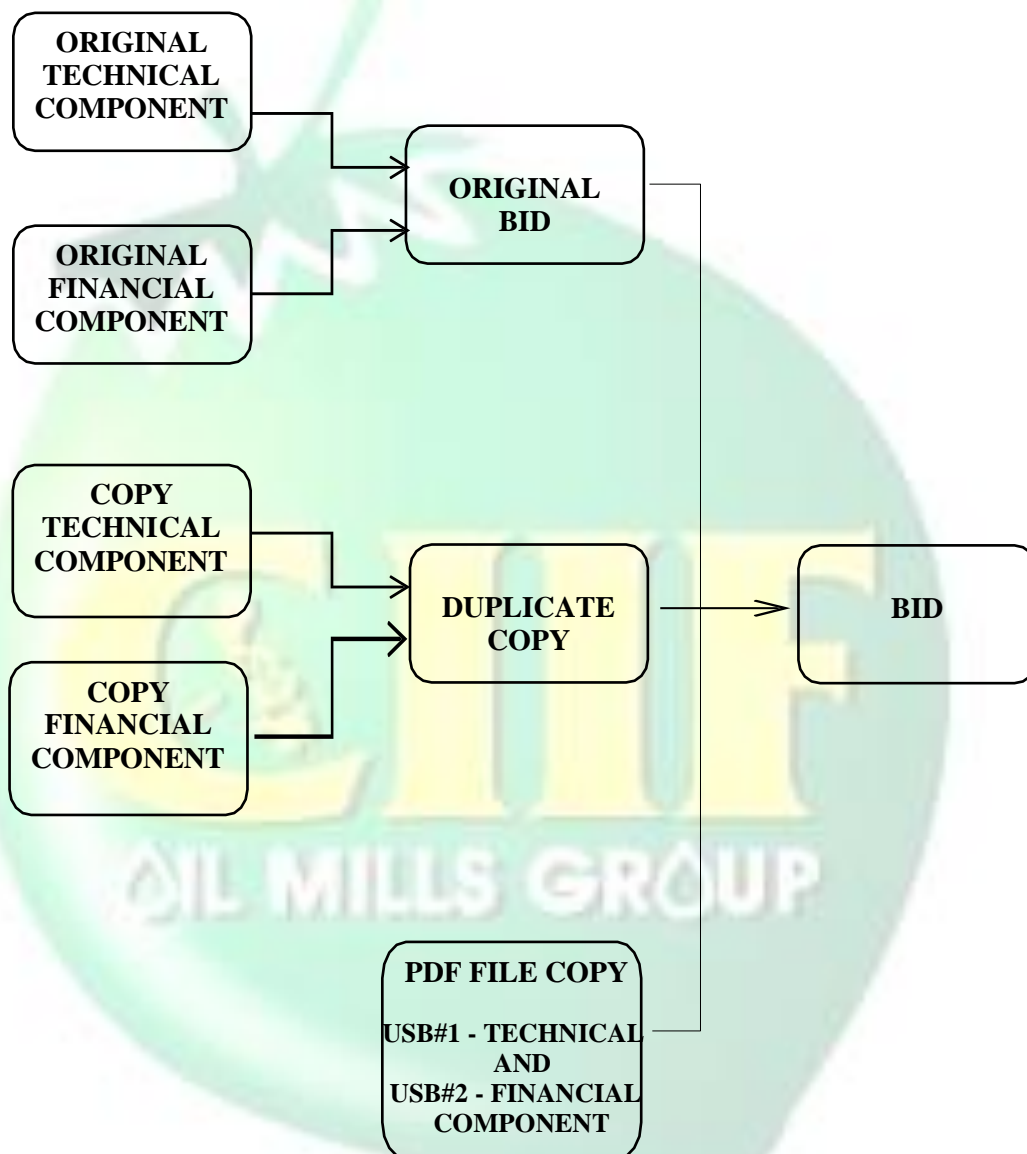 ORIGINAL
TECHNICAL
COMPONENT
ORIGINAL
BID
ORIGINAL
FINANCIAL
COMPONENT
COPY
TECHNICAL
COMPONENT
DUPLICATE
COPY
BID
COPY
FINANCIAL
COMPONENT
CIIF
OIL MILLS GROUP
PDF FILE COPY
USB#1 - TECHNICAL
AND
USB#2 - FINANCIAL
COMPONENT